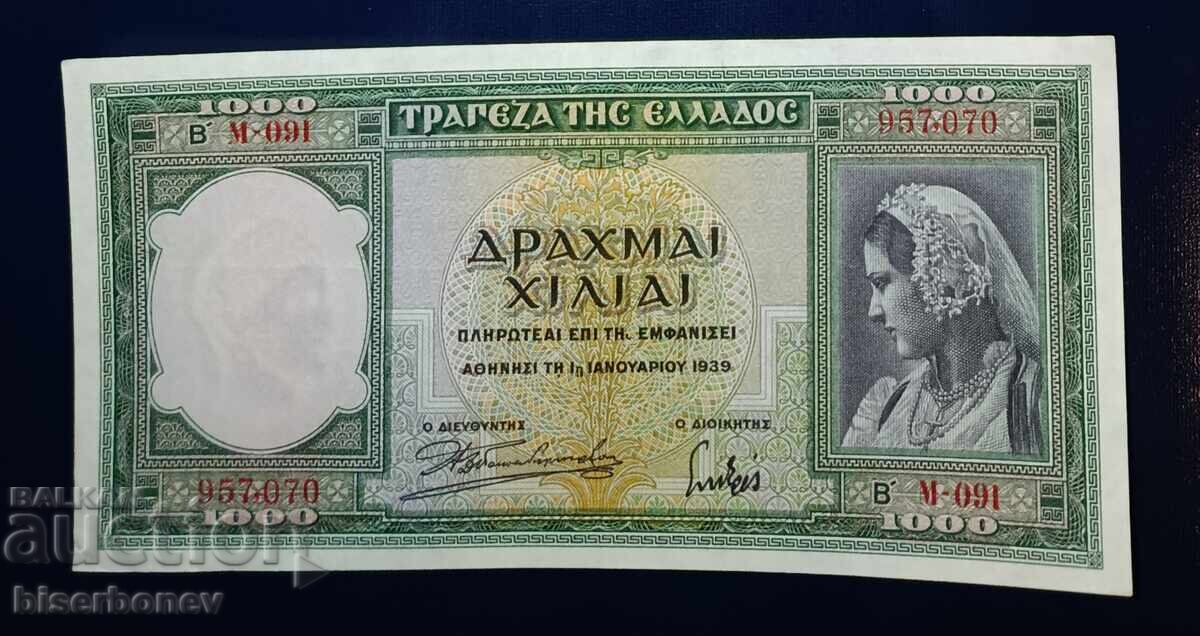 1000
1000
ΤΡΑΠΕΖΑ ΤΗΣ ΕΛΛΑΔΟΣ
Β΄ Μ-091
957,070
ΔΡΑΧΜΑΙ
ΧΙΛΙΑΙ
ΠΛΗΡΩΤΕΑΙ ΕΠΙ ΤΗ ΕΜΦΑΝΙΣΕΙ
ΑΘΗΝΗΣΙ ΤΗ 1η ΙΑΝΟΥΑΡΙΟΥ 1939
Ο ΔΙΕΥΘΥΝΤΗΣ
Ο ΔΙΟΙΚΗΤΗΣ
957,070
Β΄ Μ-091
1000
1000
BALKAN
auction
biserbonev